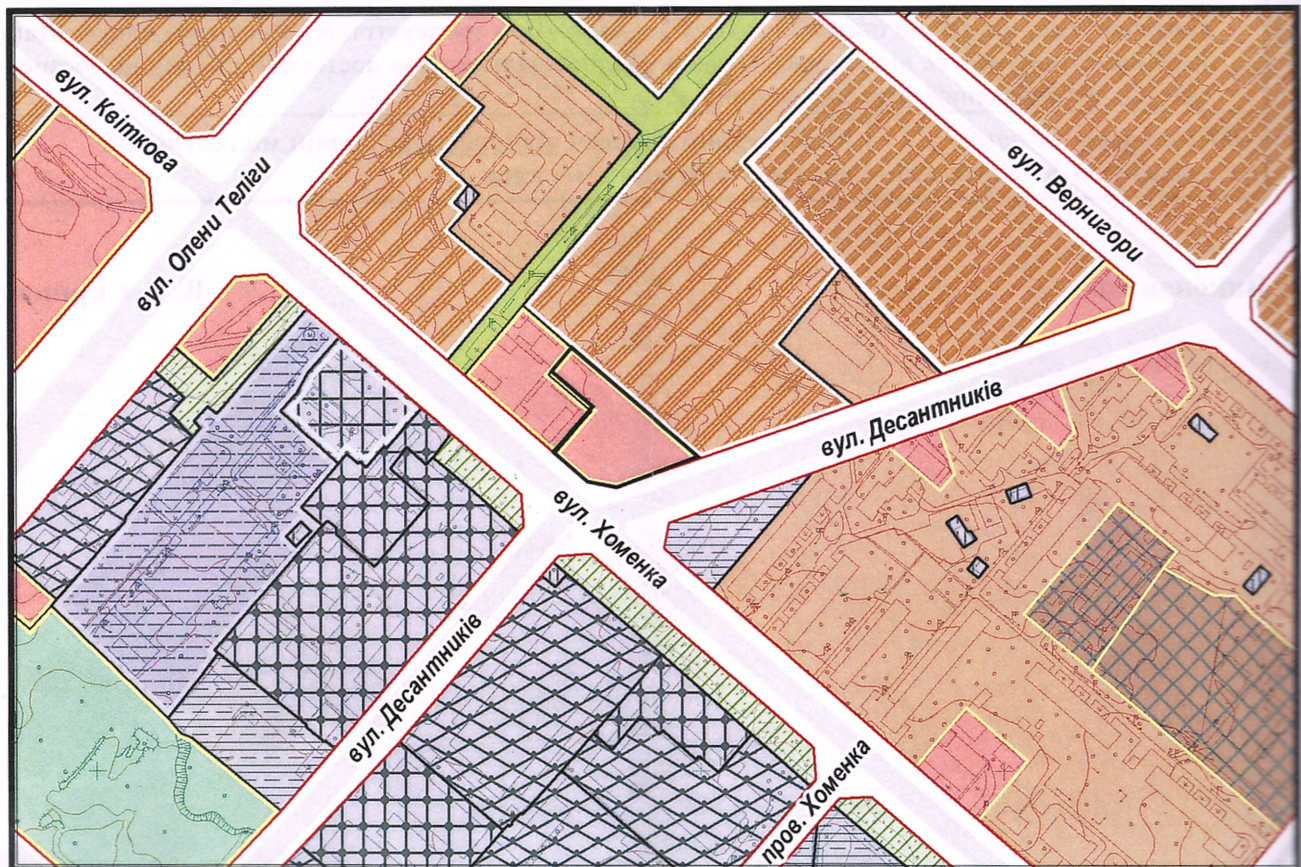 вул. Квіткова
вул. Олени Теліги
вул. Вернигори
вул. Десантників
вул. Хоменка
вул. Десантників
пров. Хоменка